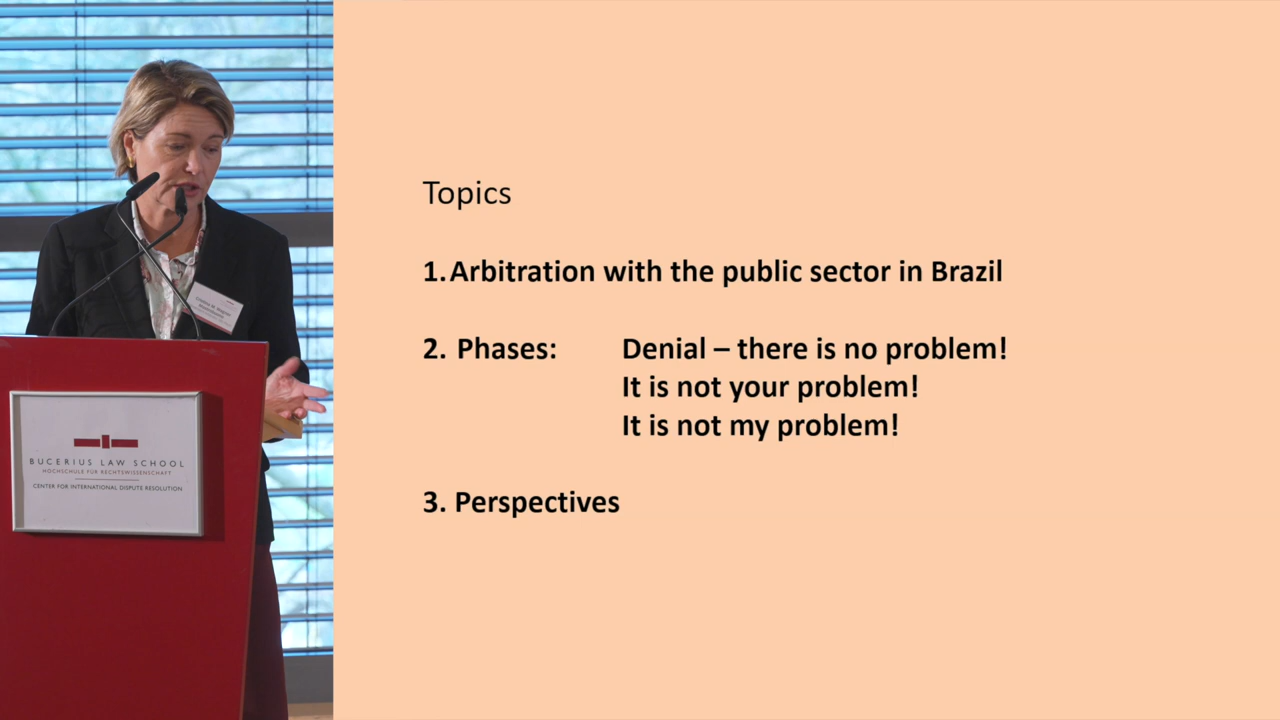 Topics
1. Arbitration with the public sector in Brazil
2. Phases: Denial – there is no problem!
It is not your problem!
It is not my problem!
3. Perspectives
BUCERIUS LAW SCHOOL
HOCHSCHULE FÜR RECHTSWISSENSCHAFT
CENTER FOR INTERNATIONAL DISPUTE RESOLUTION